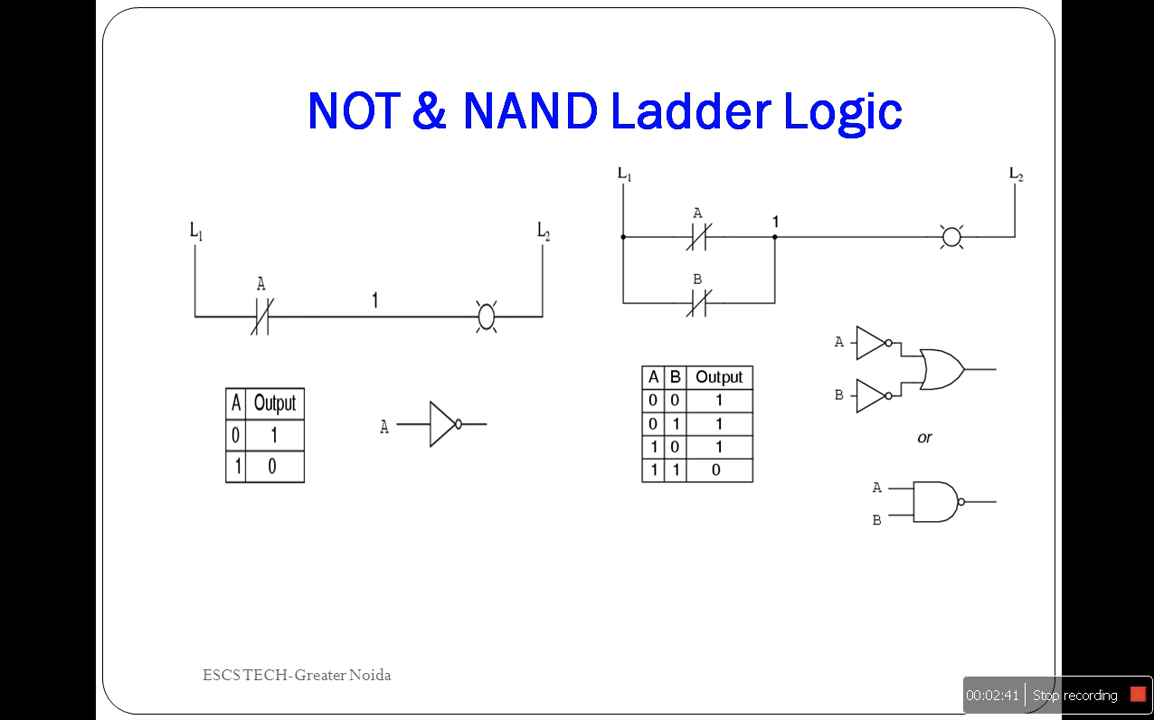 NOT & NAND Ladder Logic
L1
L2
A
1
A Output
0 1
1 0
A
L1
L2
A
1
B
A B Output
0 0 1
0 1 1
1 0 1
1 1 0
A
B
or
A
B
ESCSTECH-Greater Noida
00:02:41 Stop recording